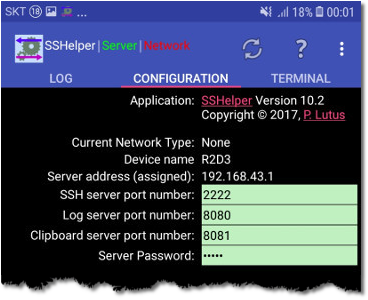 SKT 18 ... 18% 00:01
SSHelper|Server|Network ?
LOG CONFIGURATION TERMINAL
Application: SSHelper Version 10.2
Copyright © 2017, P. Lutus
Current Network Type: None
Device name R2D3
Server address (assigned): 192.168.43.1
SSH server port number: 2222
Log server port number: 8080
Clipboard server port number: 8081
Server Password: •••••